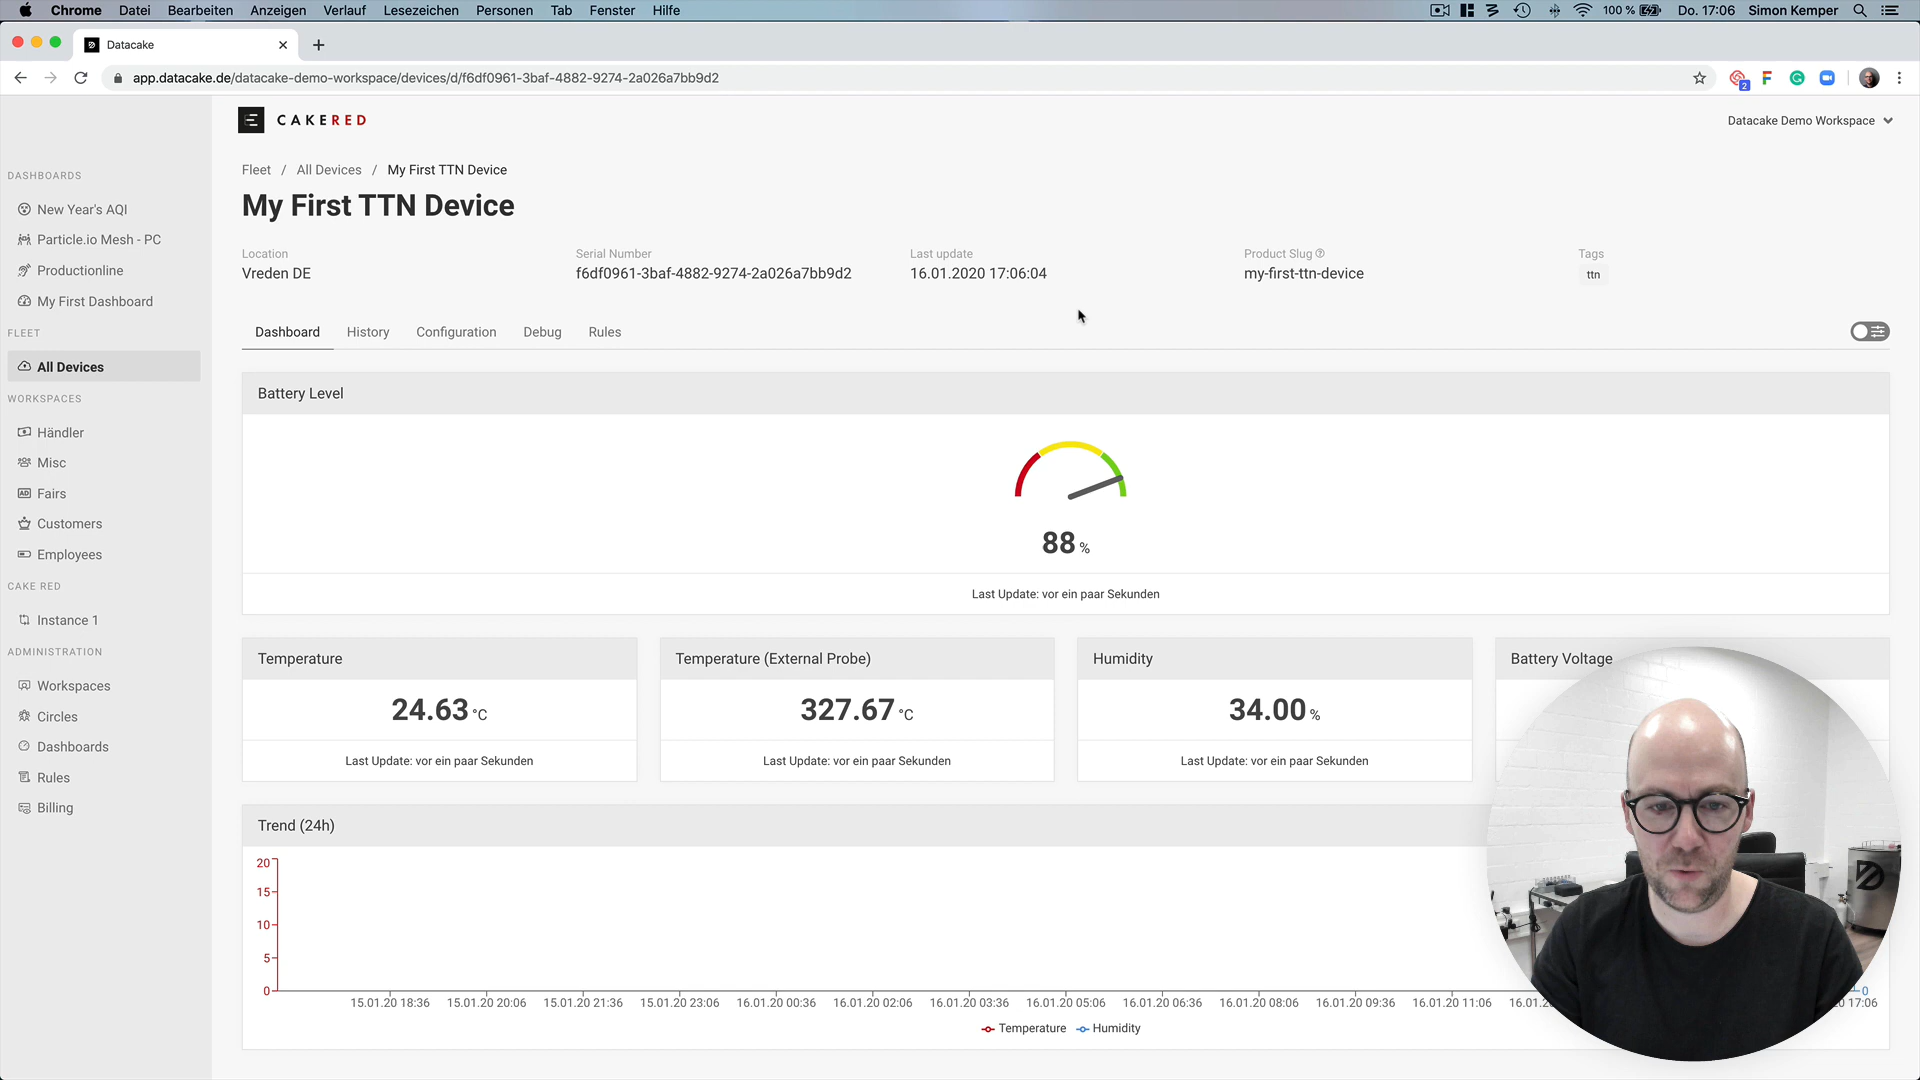 Chrome Datei Bearbeiten Anzeigen Verlauf Lesezeichen Personen Tab Fenster Hilfe 100 % Do. 17:06 Simon Kemper
Datacake
app.datacake.de/datacake-demo-workspace/devices/d/f6df0961-3baf-4882-9274-2a026a7bb9d2
2
CAKERED
Datacake Demo Workspace
Fleet / All Devices / My First TTN Device
My First TTN Device
Location
Vreden DE
Serial Number
f6df0961-3baf-4882-9274-2a026a7bb9d2
Last update
16.01.2020 17:06:04
Product Slug
my-first-ttn-device
Tags
ttn
DASHBOARDS
New Year's AQI
Particle.io Mesh - PC
Productionline
My First Dashboard
FLEET
All Devices
WORKSPACES
Händler
Misc
Fairs
Customers
Employees
CAKE RED
Instance 1
ADMINISTRATION
Workspaces
Circles
Dashboards
Rules
Billing
Dashboard History Configuration Debug Rules
Battery Level
88 %
Last Update: vor ein paar Sekunden
Temperature
24.63 °C
Last Update: vor ein paar Sekunden
Temperature (External Probe)
327.67 °C
Last Update: vor ein paar Sekunden
Humidity
34.00 %
Last Update: vor ein paar Sekunden
Battery Voltage
Trend (24h)
20
15
10
5
0
0
15.01.20 18:36 15.01.20 20:06 15.01.20 21:36 15.01.20 23:06 16.01.20 00:36 16.01.20 02:06 16.01.20 03:36 16.01.20 05:06 16.01.20 06:36 16.01.20 08:06 16.01.20 09:36 16.01.20 11:06 17:06
Temperature Humidity